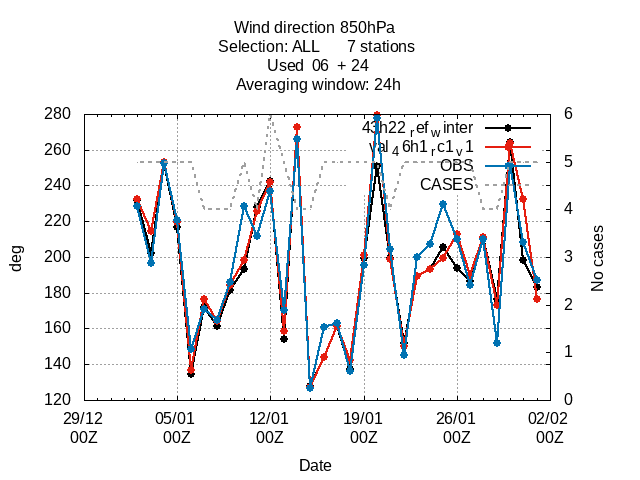 Wind direction 850hPa
Selection: ALL 7 stations
Used 06 + 24
Averaging window: 24h
280
260
240
220
200
180
160
140
120
deg
6
5
4
3
2
1
0
No cases
43h22_ref_winter
val_46h1_rc1_v1
OBS
CASES
29/12 05/01 12/01 19/01 26/01 02/02
00Z 00Z 00Z 00Z 00Z 00Z
Date